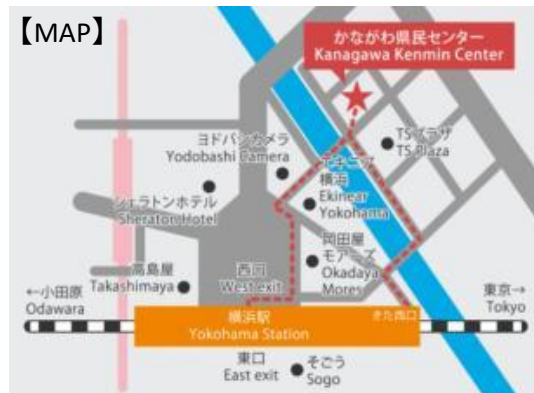 【MAP】
かながわ県民センター
Kanagawa Kenmin Center
TSプラザ
TS Plaza
ヨドバシカメラ
Yodobashi Camera
エキニア
横浜
Ekinear
Yokohama
シェラトンホテル
Sheraton Hotel
岡田屋
モアーズ
Okadaya
Mores
高島屋
Takashimaya
西口
West exit
←小田原
Odawara
東京→
Tokyo
横浜駅
Yokohama Station
きた西口
東口
East exit
そごう
Sogo